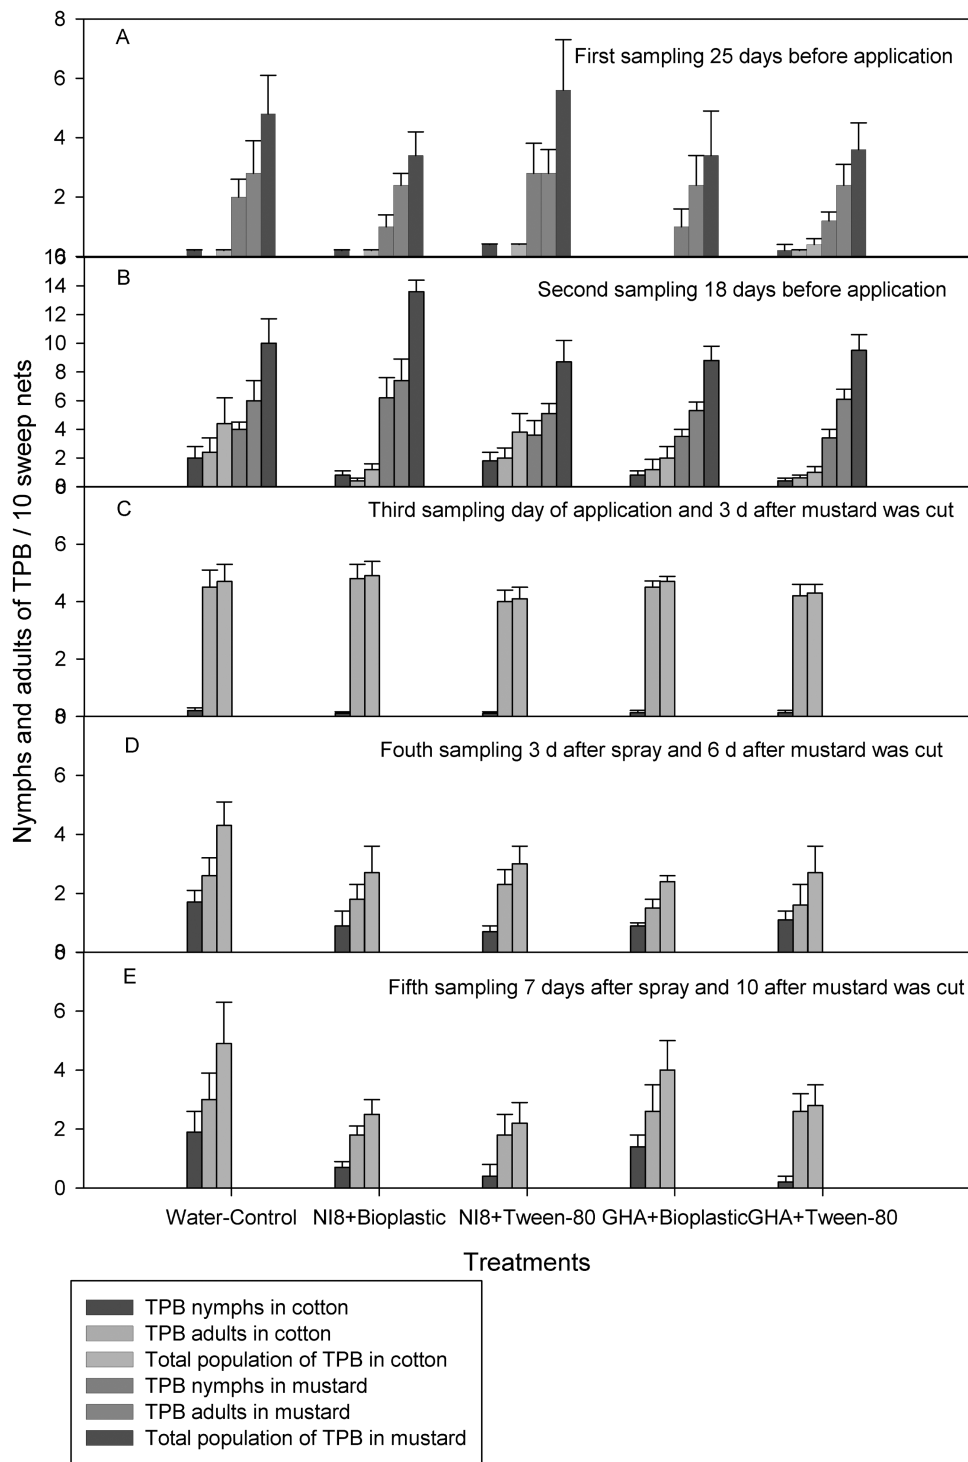 8
A
First sampling 25 days before application
6
4
2
B
Second sampling 18 days before application
14
12
10
8
6
4
2
C
Third sampling day of application and 3 d after mustard was cut
6
4
2
D
Fouth sampling 3 d after spray and 6 d after mustard was cut
6
4
2
E
Fifth sampling 7 days after spray and 10 after mustard was cut
6
4
2
0
Nymphs and adults of TPB / 10 sweep nets
Water-Control NI8+Bioplastic NI8+Tween-80 GHA+Bioplastic GHA+Tween-80
Treatments
TPB nymphs in cotton
TPB adults in cotton
Total population of TPB in cotton
TPB nymphs in mustard
TPB adults in mustard
Total population of TPB in mustard